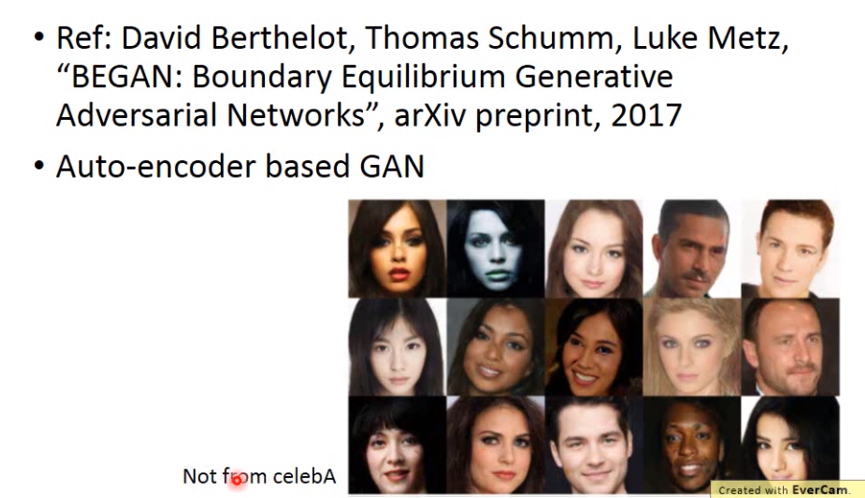 • Ref: David Berthelot, Thomas Schumm, Luke Metz,
“BEGAN: Boundary Equilibrium Generative
Adversarial Networks”, arXiv preprint, 2017
• Auto-encoder based GAN
Not from celebA
Created with EverCam.